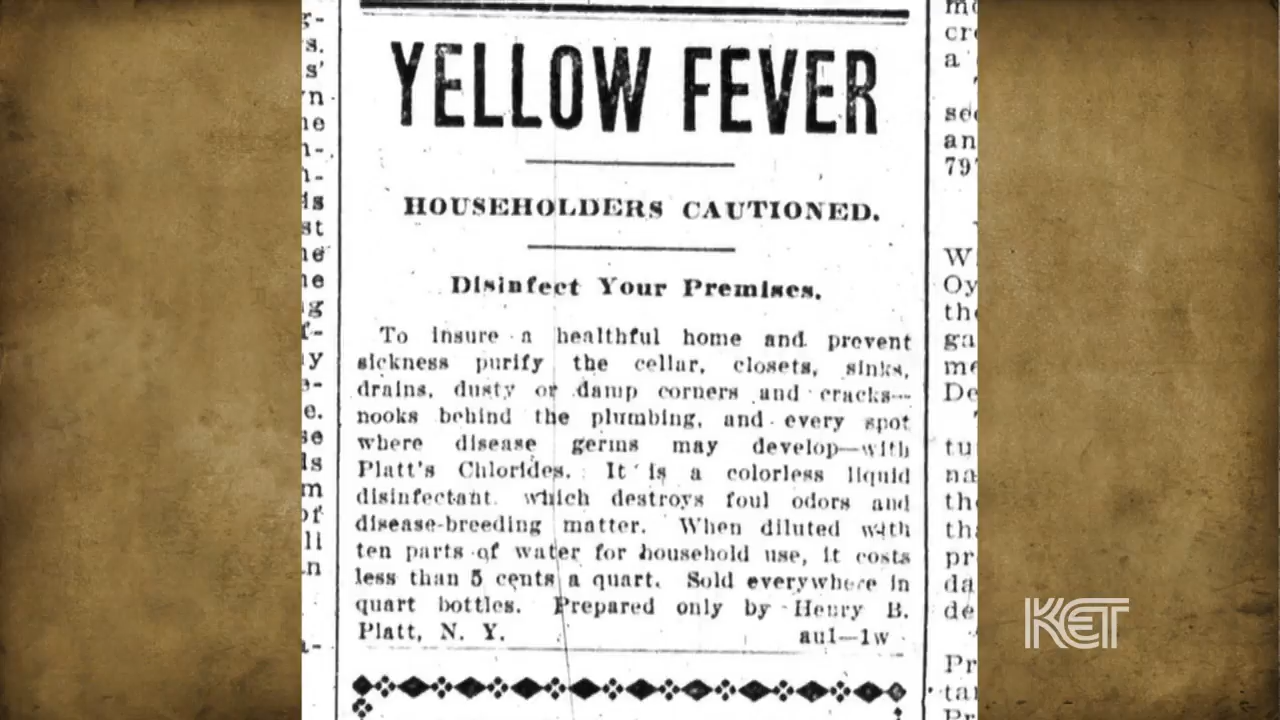 YELLOW FEVER
HOUSEHOLDERS CAUTIONED.
Disinfect Your Premises.
To insure a healthful home and prevent
sickness purify the cellar, closets, sinks,
drains, dusty or damp corners and cracks—
nooks behind the plumbing, and every spot
where disease germs may develop—with
Platt's Chlorides. It is a colorless liquid
disinfectant which destroys foul odors and
disease-breeding matter. When diluted with
ten parts of water for household use, it costs
less than 5 cents a quart. Sold everywhere in
quart bottles. Prepared only by Henry B.
Platt, N. Y. au1—1w
KET